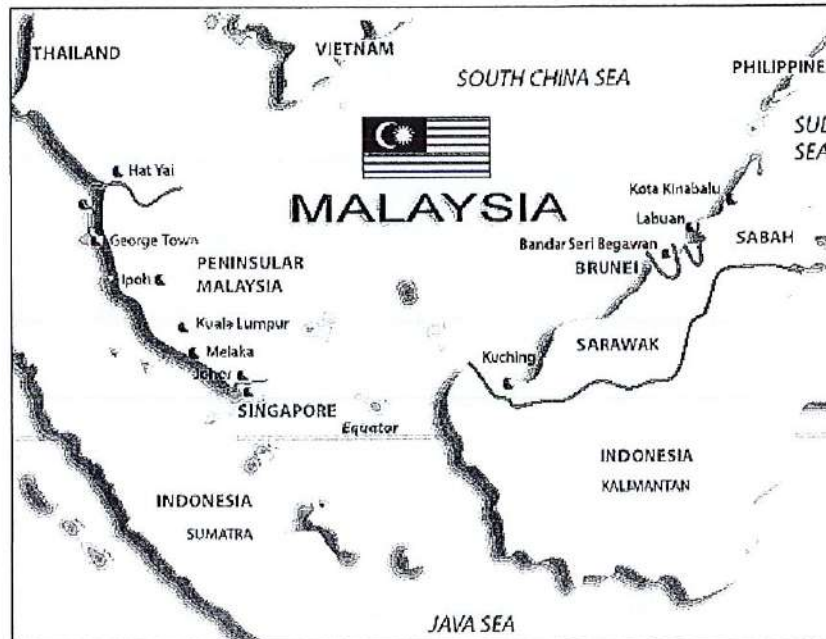 THAILAND
VIETNAM
PHILIPPINE
SOUTH CHINA SEA
SUL
SEA
Hat Yai
MALAYSIA
Kota Kinabalu
Labuan
George Town
Bandar Seri Begawan
SABAH
BRUNEI
PENINSULAR
MALAYSIA
Ipoh
Kuala Lumpur
Melaka
SARAWAK
Kuching
Johor
SINGAPORE
Equator
INDONESIA
KALIMANTAN
INDONESIA
SUMATRA
JAVA SEA